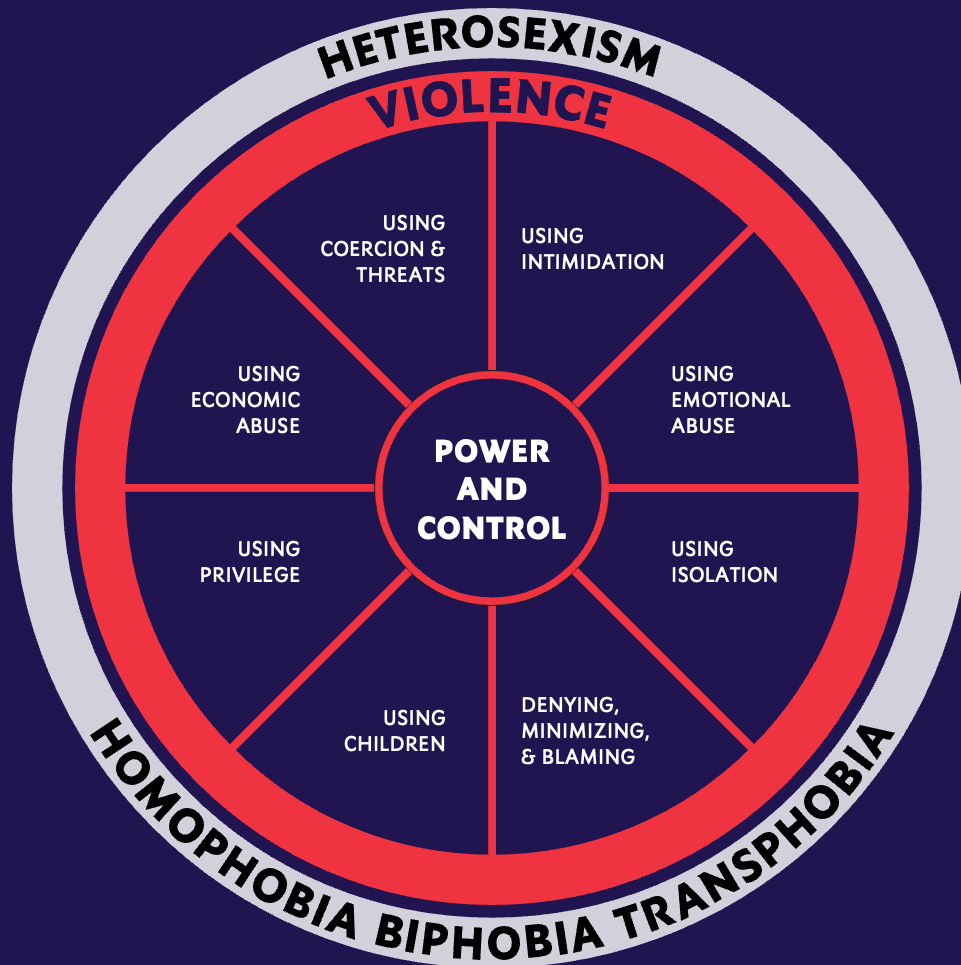 HETEROSEXISM
VIOLENCE
USING
COERCION &
THREATS
USING
INTIMIDATION
USING
EMOTIONAL
ABUSE
USING
ISOLATION
DENYING,
MINIMIZING,
& BLAMING
USING
CHILDREN
USING
PRIVILEGE
USING
ECONOMIC
ABUSE
POWER
AND
CONTROL
HOMOPHOBIA BIPHOBIA TRANSPHOBIA